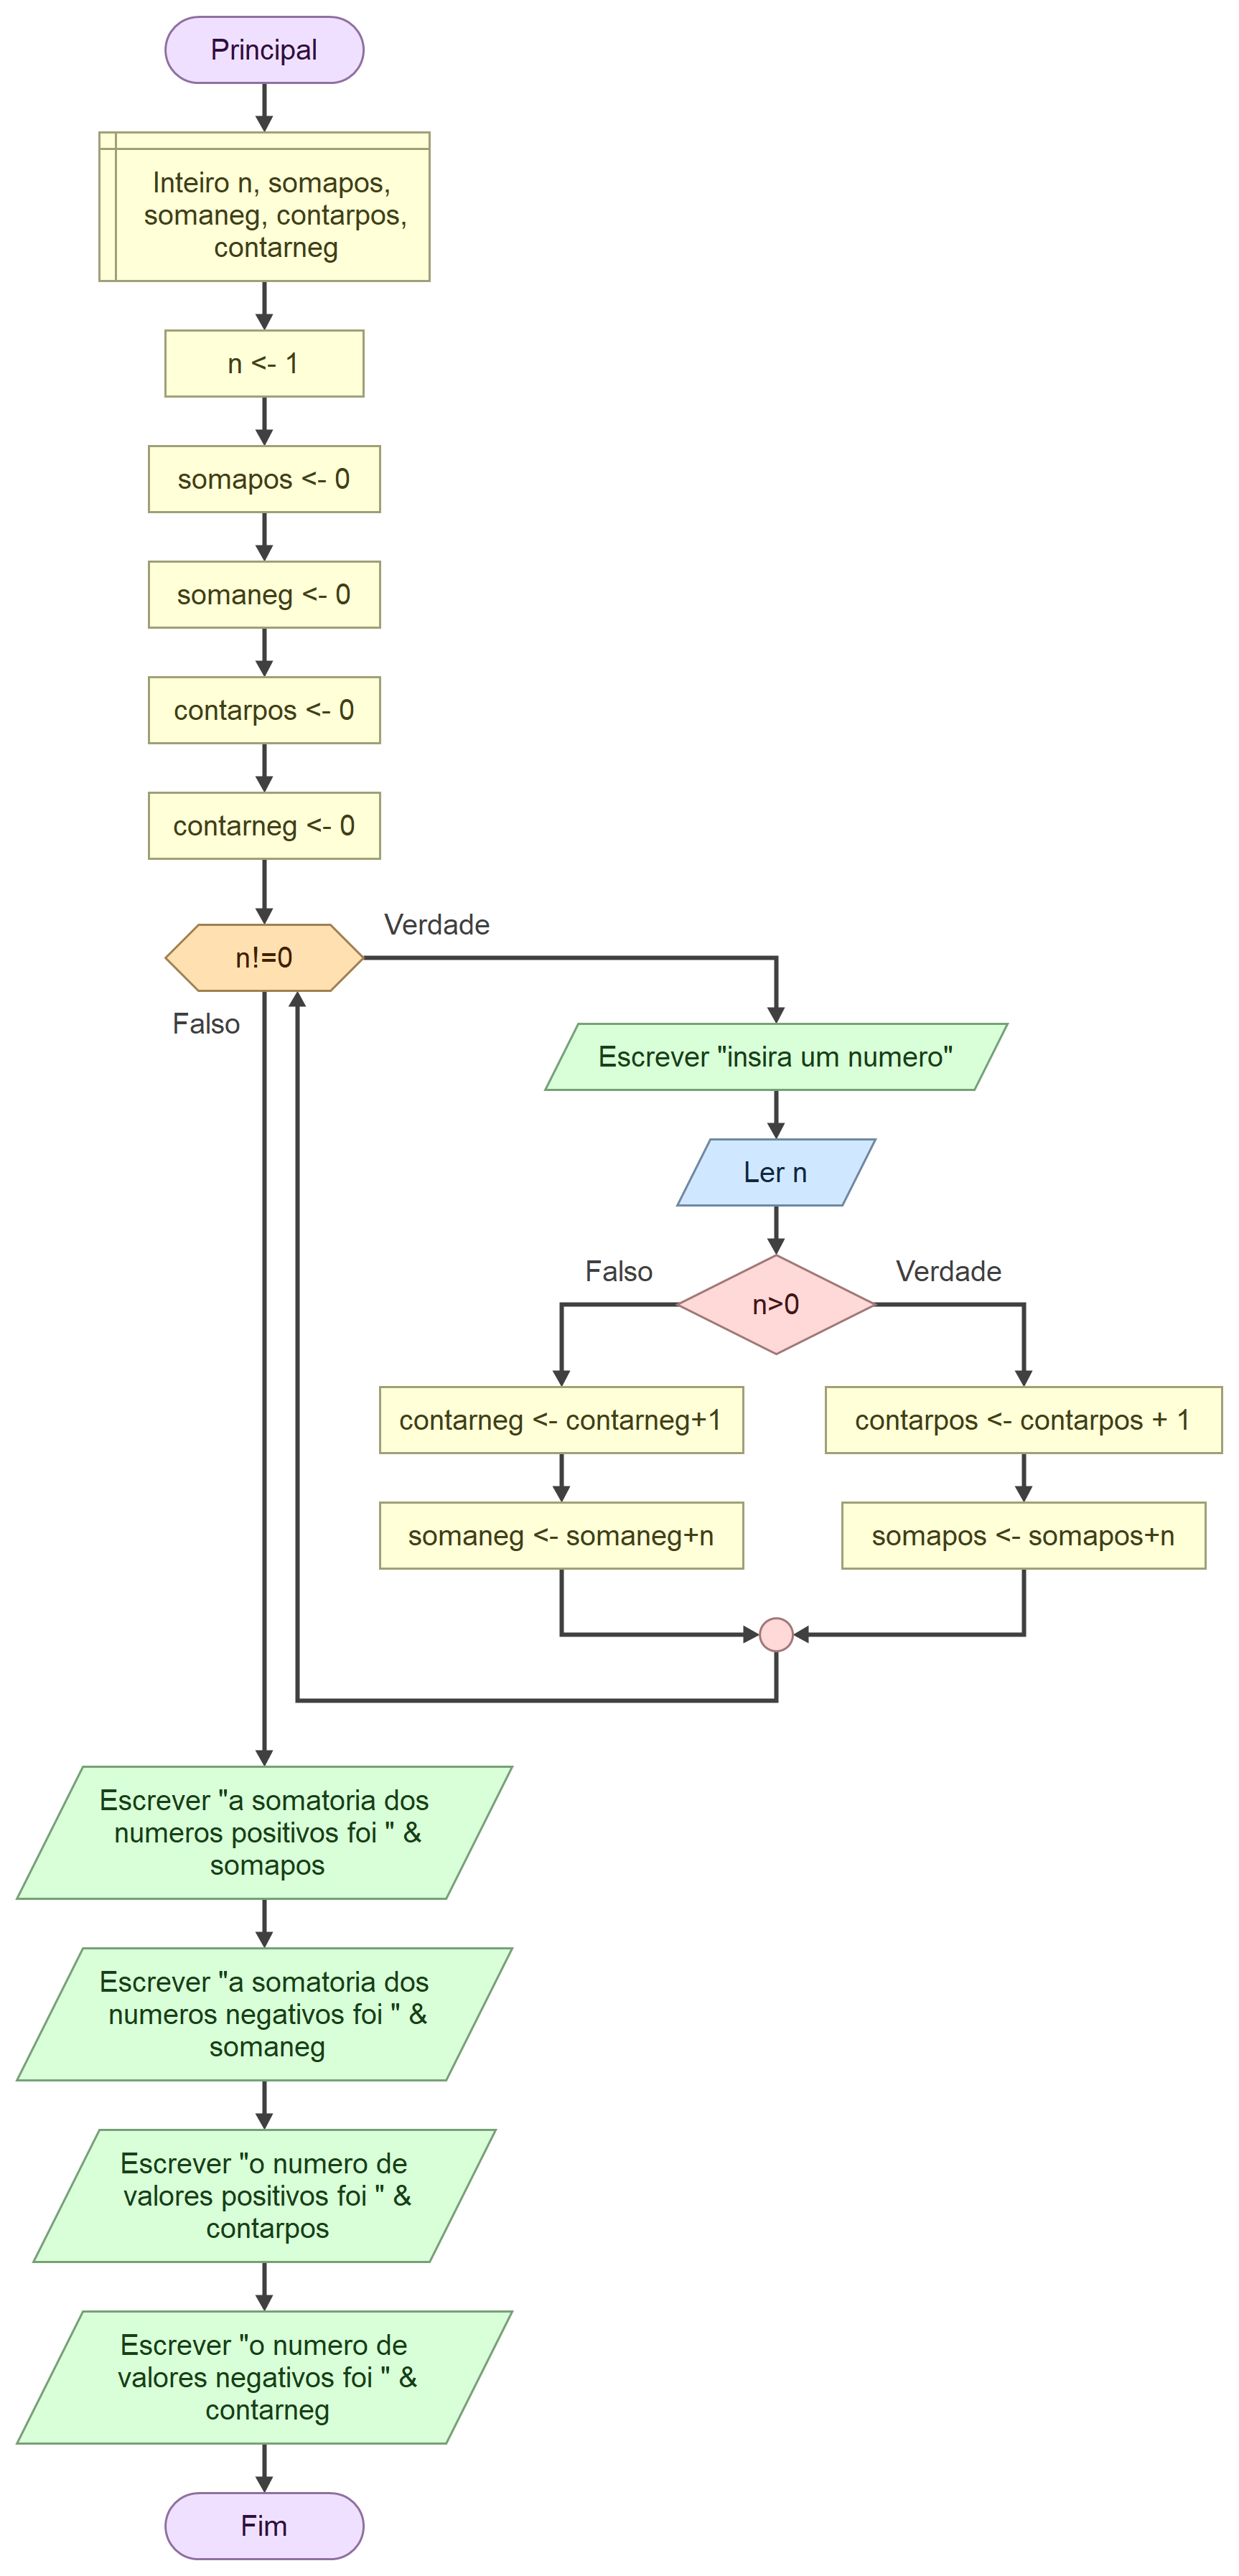 Principal
Inteiro n, somapos,
somaneg, contarpos,
contarneg
n <- 1
somapos <- 0
somaneg <- 0
contarpos <- 0
contarneg <- 0
n!=0
Verdade
Falso
Escrever "insira um numero"
Ler n
n>0
Falso
Verdade
contarneg <- contarneg+1
contarpos <- contarpos + 1
somaneg <- somaneg+n
somapos <- somapos+n
Escrever "a somatoria dos
numeros positivos foi " &
somapos
Escrever "a somatoria dos
numeros negativos foi " &
somaneg
Escrever "o numero de
valores positivos foi " &
contarpos
Escrever "o numero de
valores negativos foi " &
contarneg
Fim